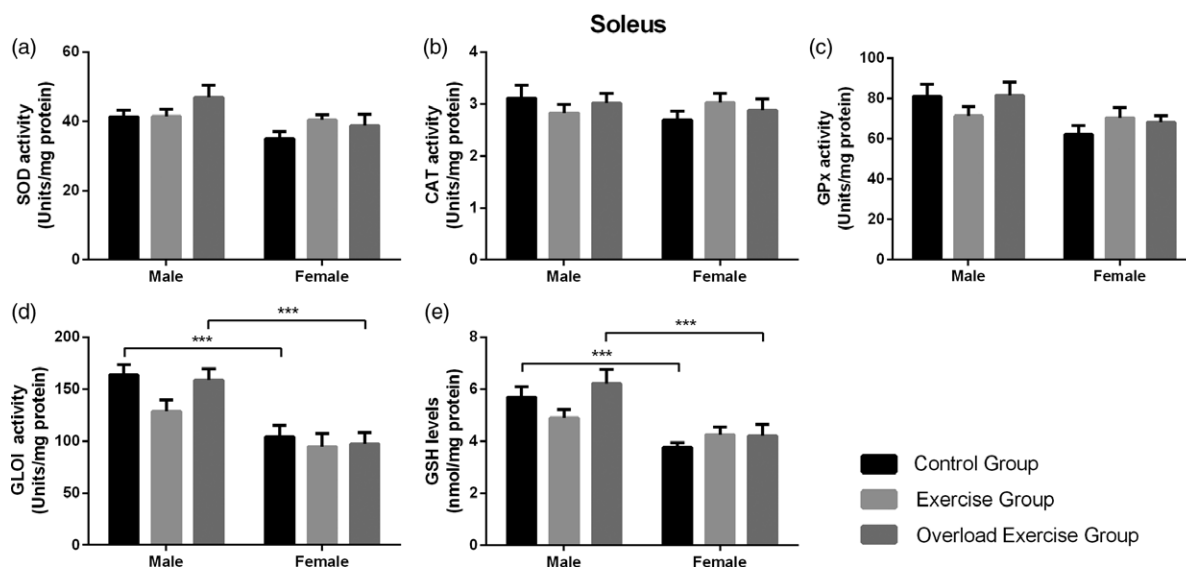 Soleus
(a)
SOD activity
(Units/mg protein)
60
40
20
0
Male
Female
(b)
CAT activity
(Units/mg protein)
4
3
2
1
0
Male
Female
(c)
GPx activity
(Units/mg protein)
100
80
60
40
20
0
Male
Female
(d)
GLOI activity
(Units/mg protein)
200
150
100
50
0
***
***
Male
Female
(e)
GSH levels
(nmol/mg protein)
8
6
4
2
0
***
***
Male
Female
Control Group
Exercise Group
Overload Exercise Group